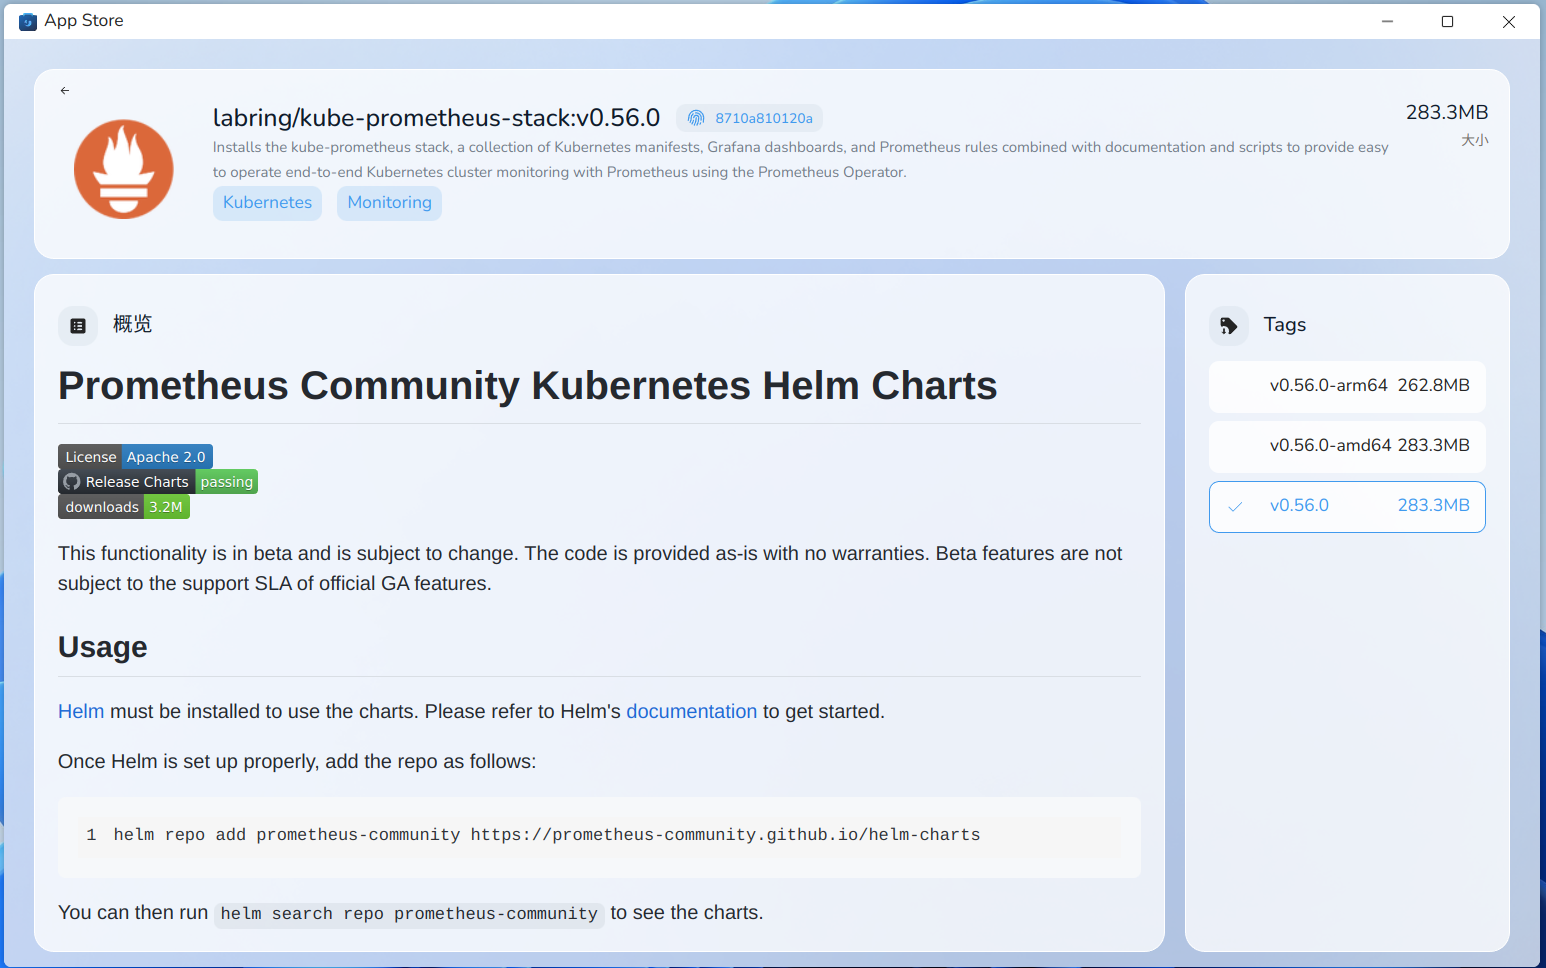 App Store
labring/kube-prometheus-stack:v0.56.0
8710a810120a
283.3MB
大小
Installs the kube-prometheus stack, a collection of Kubernetes manifests, Grafana dashboards, and Prometheus rules combined with documentation and scripts to provide easy
to operate end-to-end Kubernetes cluster monitoring with Prometheus using the Prometheus Operator.
Kubernetes Monitoring
概览
Prometheus Community Kubernetes Helm Charts
License Apache 2.0
Release Charts passing
downloads 3.2M
This functionality is in beta and is subject to change. The code is provided as-is with no warranties. Beta features are not
subject to the support SLA of official GA features.
Usage
Helm must be installed to use the charts. Please refer to Helm's documentation to get started.
Once Helm is set up properly, add the repo as follows:
1 helm repo add prometheus-community https://prometheus-community.github.io/helm-charts
You can then run helm search repo prometheus-community to see the charts.
Tags
v0.56.0-arm64 262.8MB
v0.56.0-amd64 283.3MB
v0.56.0 283.3MB